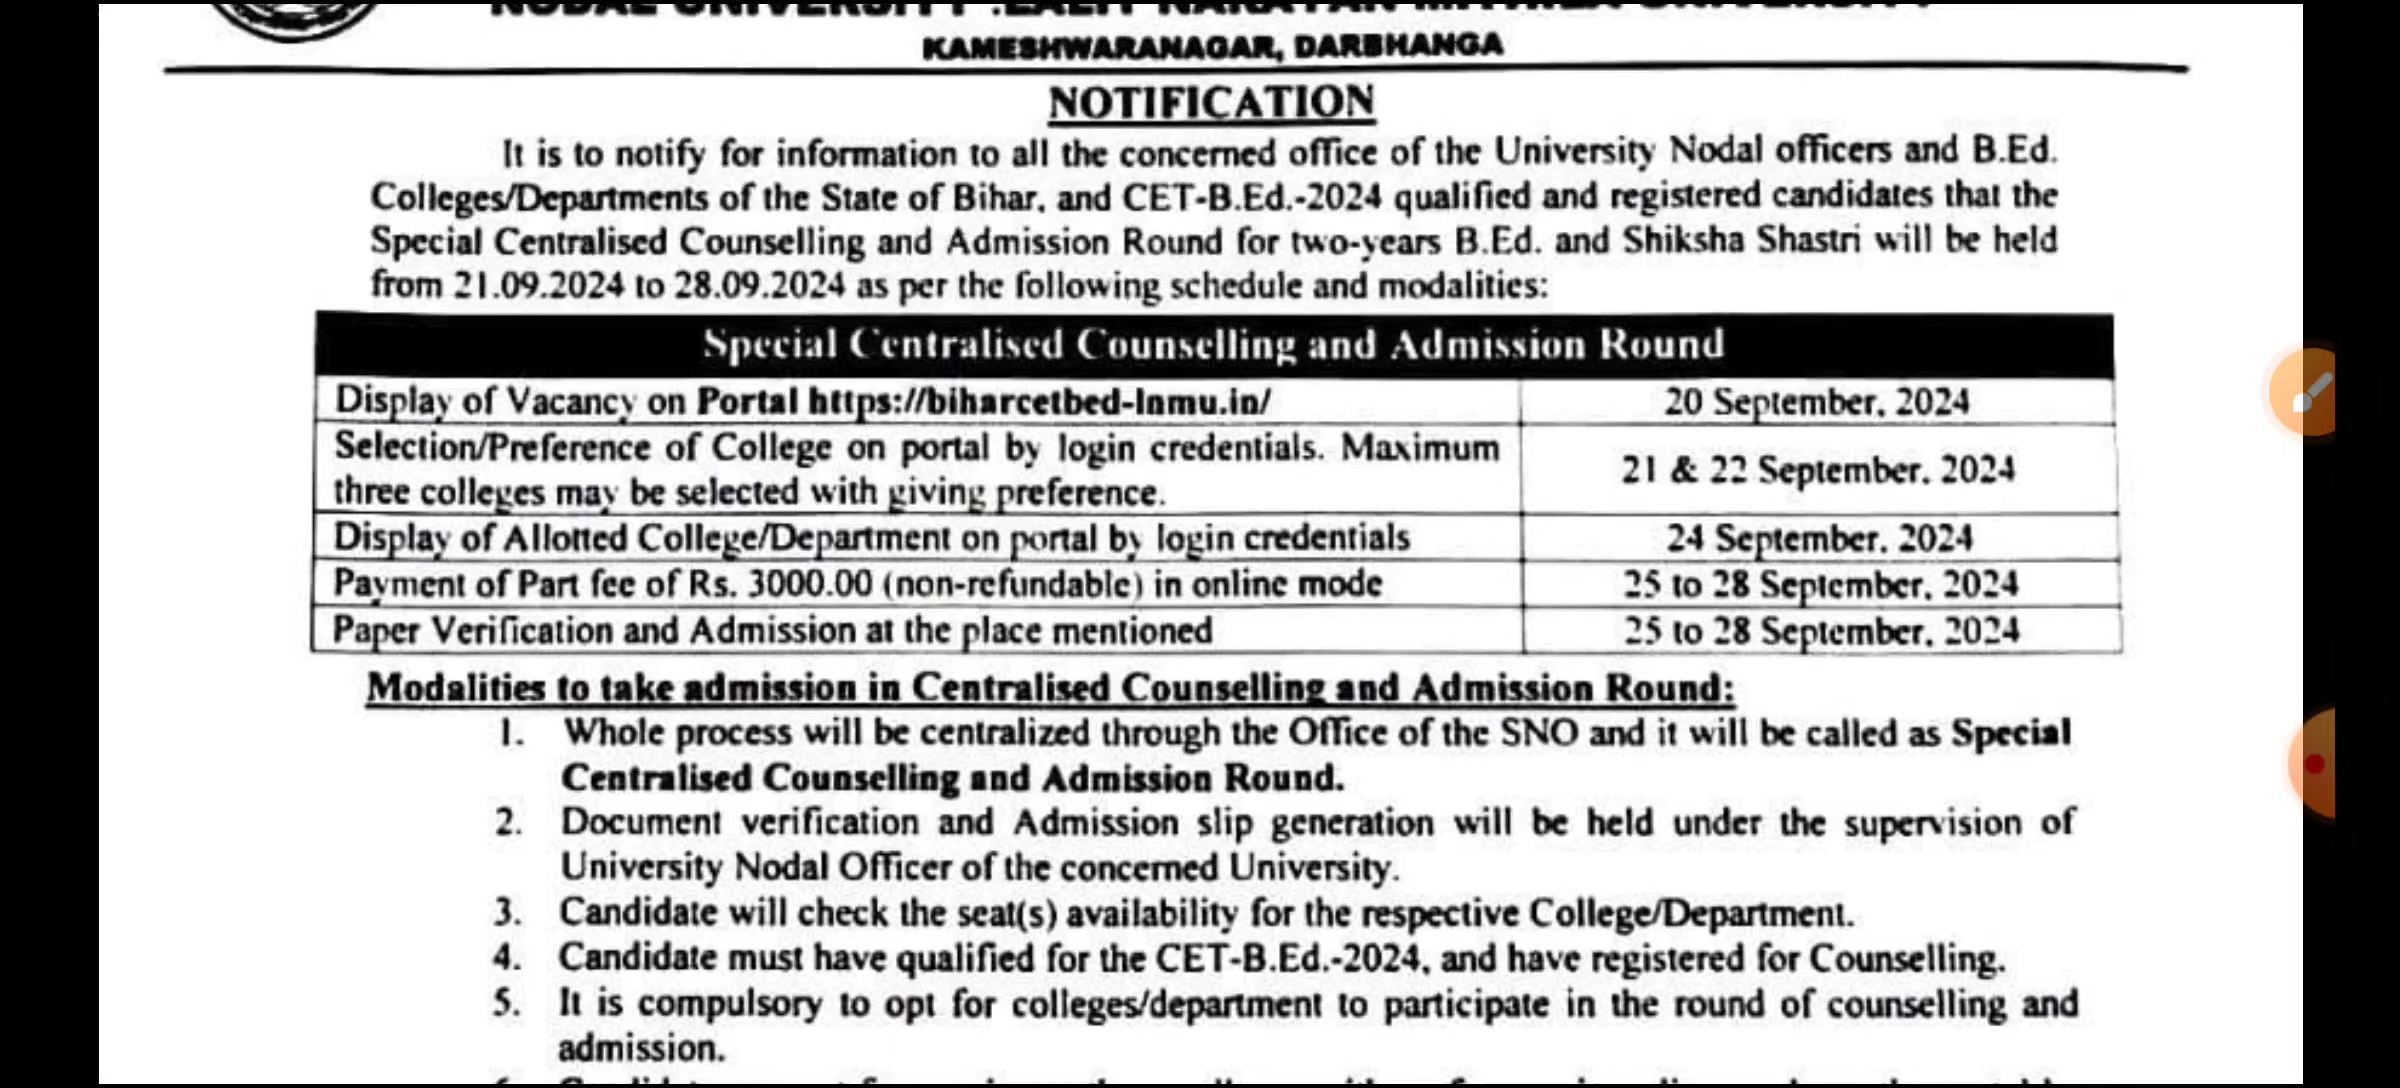 NODAL UNIVERSITY :LALIT NARAYAN MITHILA UNIVERSITY
KAMESHWARANAGAR, DARBHANGA
NOTIFICATION
It is to notify for information to all the concerned office of the University Nodal officers and B.Ed.
Colleges/Departments of the State of Bihar, and CET-B.Ed.-2024 qualified and registered candidates that the
Special Centralised Counselling and Admission Round for two-years B.Ed. and Shiksha Shastri will be held
from 21.09.2024 to 28.09.2024 as per the following schedule and modalities:
Special Centralised Counselling and Admission Round
Display of Vacancy on Portal https://biharcetbed-lnmu.in/ 20 September, 2024
Selection/Preference of College on portal by login credentials. Maximum
three colleges may be selected with giving preference. 21 & 22 September, 2024
Display of Allotted College/Department on portal by login credentials 24 September, 2024
Payment of Part fee of Rs. 3000.00 (non-refundable) in online mode 25 to 28 September, 2024
Paper Verification and Admission at the place mentioned 25 to 28 September, 2024
Modalities to take admission in Centralised Counselling and Admission Round:
1. Whole process will be centralized through the Office of the SNO and it will be called as Special
Centralised Counselling and Admission Round.
2. Document verification and Admission slip generation will be held under the supervision of
University Nodal Officer of the concerned University.
3. Candidate will check the seat(s) availability for the respective College/Department.
4. Candidate must have qualified for the CET-B.Ed.-2024, and have registered for Counselling.
5. It is compulsory to opt for colleges/department to participate in the round of counselling and
admission.